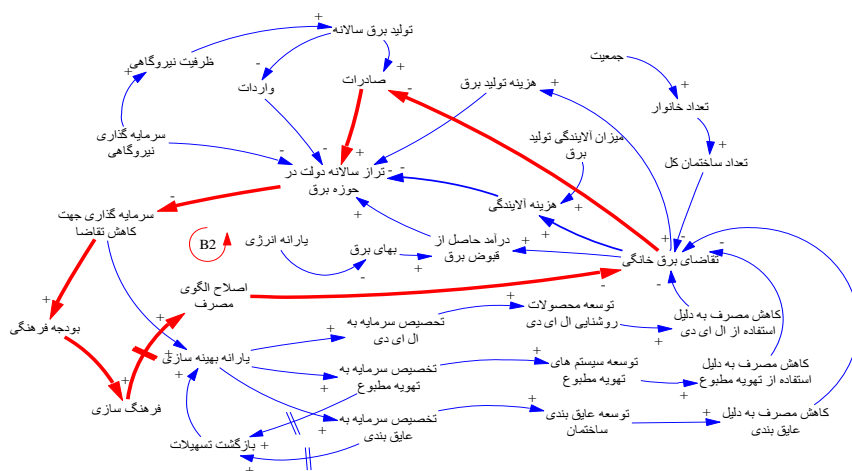 تولید برق سالانه
ظرفیت نیروگاهی
صادرات
واردات
هزینه تولید برق
جمعیت
تعداد خانوار
سرمایه گذاری
نیروگاهی
میزان آلایندگی تولید
برق
تعداد ساختمان کل
تراز سالانه دولت در
حوزه برق
هزینه آلایندگی
سرمایه گذاری جهت
کاهش تقاضا
B2
یارانه انرژی
بهای برق
درآمد حاصل از
قبوض برق
تقاضای برق خانگی
اصلاح الگوی
مصرف
بودجه فرهنگی
یارانه بهینه سازی
تحصیص سرمایه به
ال ای دی
توسعه محصولات
روشنایی ال ای دی
کاهش مصرف به دلیل
استفاده از ال ای دی
تخصیص سرمایه به
تهویه مطبوع
توسعه سیستم های
تهویه مطبوع
کاهش مصرف به دلیل
استفاده از تهویه مطبوع
فرهنگ سازی
تخصیص سرمایه به
عایق بندی
توسعه عایق بندی
ساختمان
کاهش مصرف به دلیل
عایق بندی
بازگشت تسهیلات